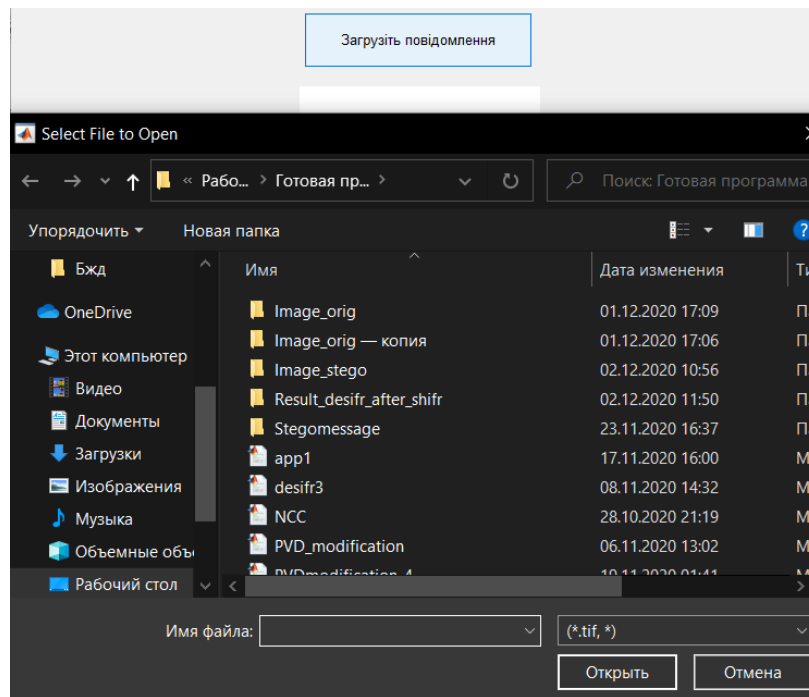 Загрузіть повідомлення
Select File to Open
« Рабо... > Готовая пр... > Поиск: Готовая программа
Упорядочить Новая папка
Имя Дата изменения
Бжд
OneDrive
Этот компьютер
Видео
Документы
Загрузки
Изображения
Музыка
Объемные объ
Рабочий стол
Image_orig 01.12.2020 17:09
Image_orig — копия 01.12.2020 17:06
Image_stego 02.12.2020 10:56
Result_desifr_after_shifr 02.12.2020 11:50
Stegomessage 23.11.2020 16:37
app1 17.11.2020 16:00
desifr3 08.11.2020 14:32
NCC 28.10.2020 21:19
PVD_modification 06.11.2020 13:02
Имя файла: (*.tif, *)
Открыть Отмена